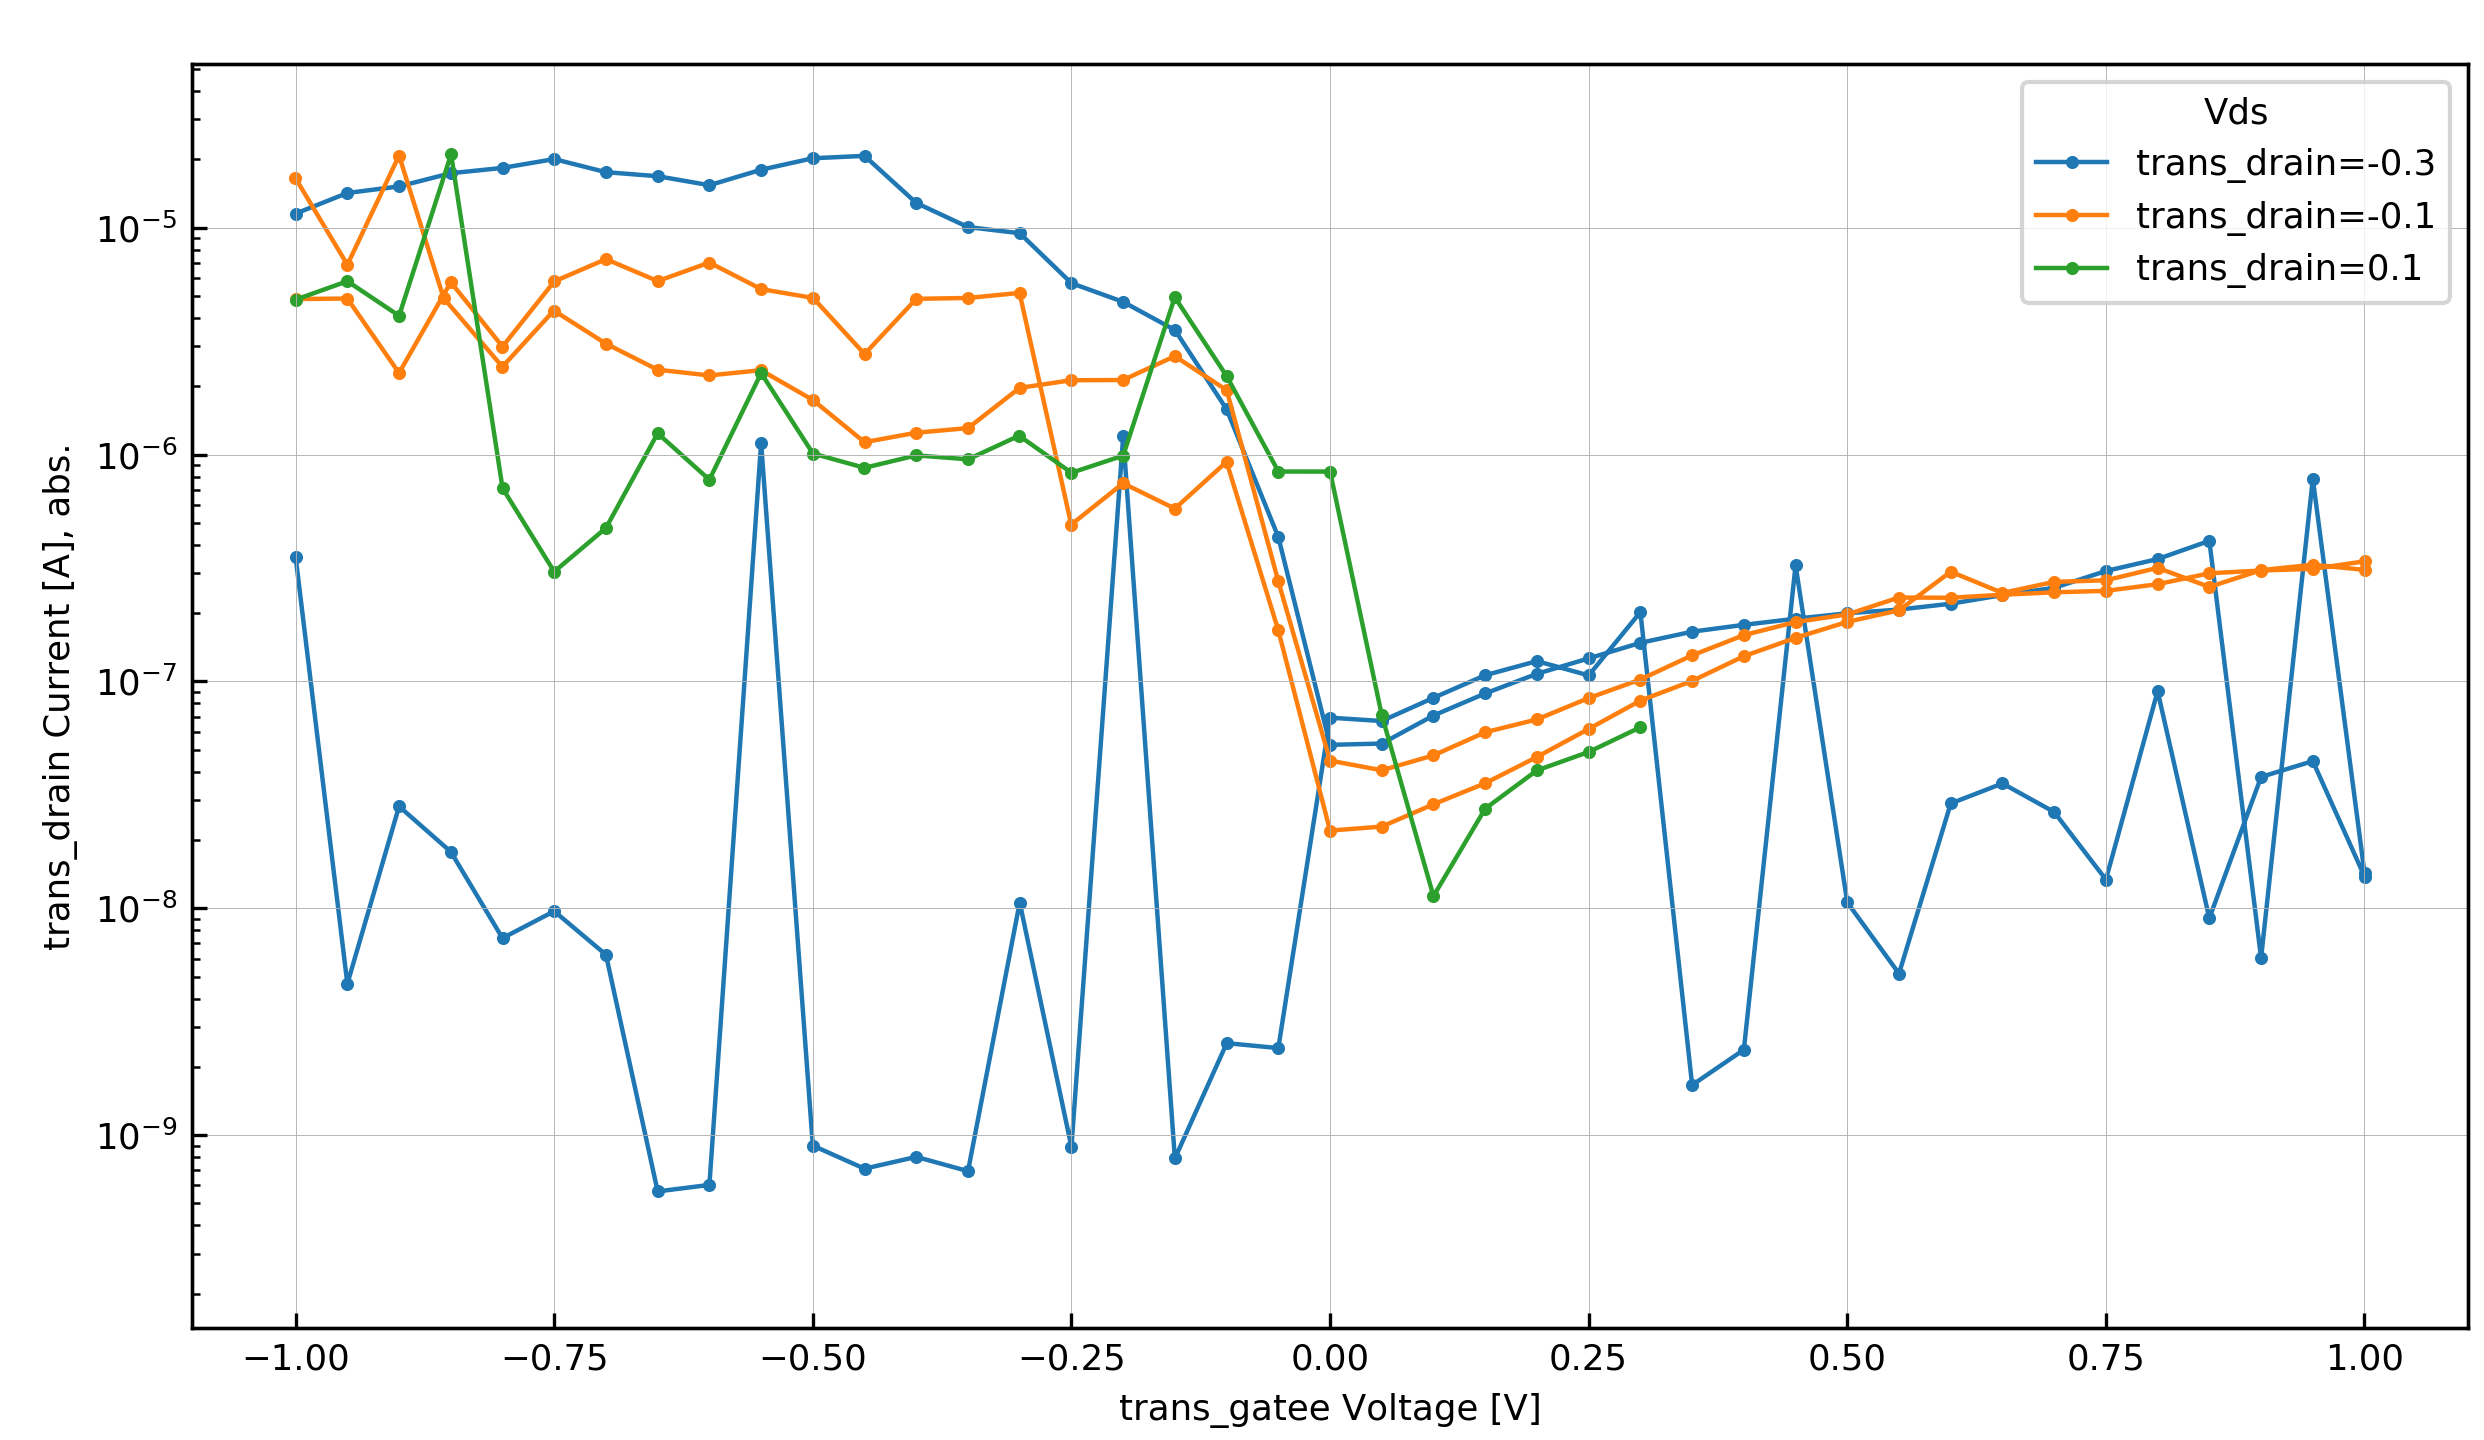 Vds
trans_drain=-0.3
trans_drain=-0.1
trans_drain=0.1
trans_drain Current [A], abs.
10⁻⁵
10⁻⁶
10⁻⁷
10⁻⁸
10⁻⁹
−1.00 −0.75 −0.50 −0.25 0.00 0.25 0.50 0.75 1.00
trans_gatee Voltage [V]